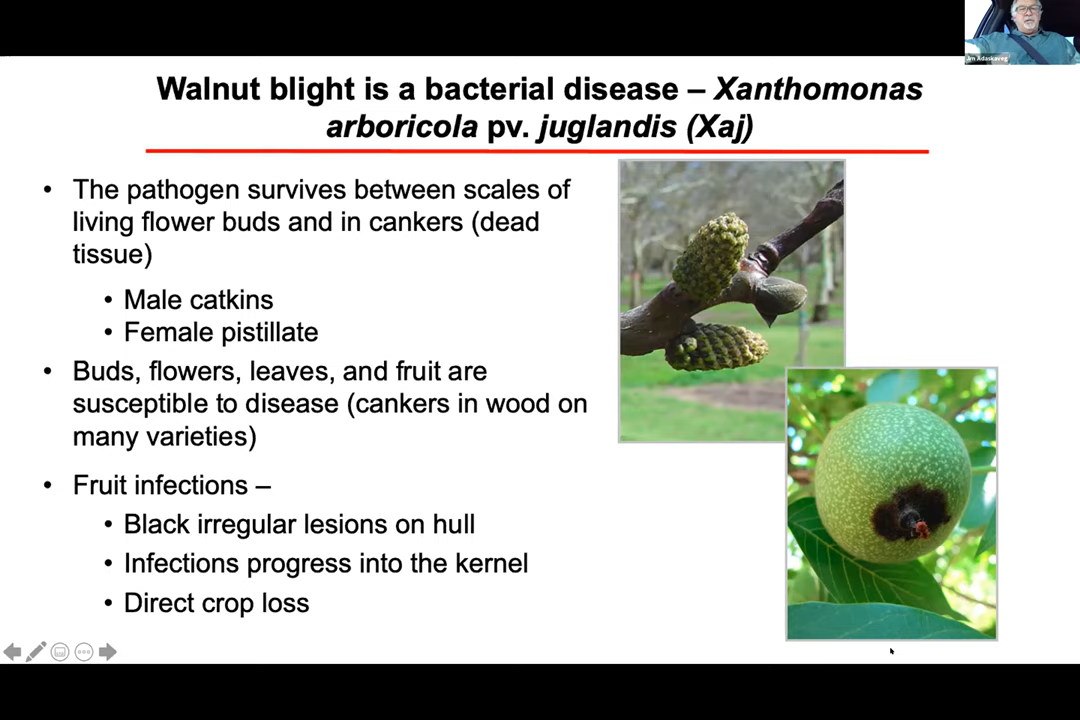 Jim Adaskaveg
Walnut blight is a bacterial disease – Xanthomonas
arboricola pv. juglandis (Xaj)
• The pathogen survives between scales of
living flower buds and in cankers (dead
tissue)
• Male catkins
• Female pistillate
• Buds, flowers, leaves, and fruit are
susceptible to disease (cankers in wood on
many varieties)
• Fruit infections –
• Black irregular lesions on hull
• Infections progress into the kernel
• Direct crop loss